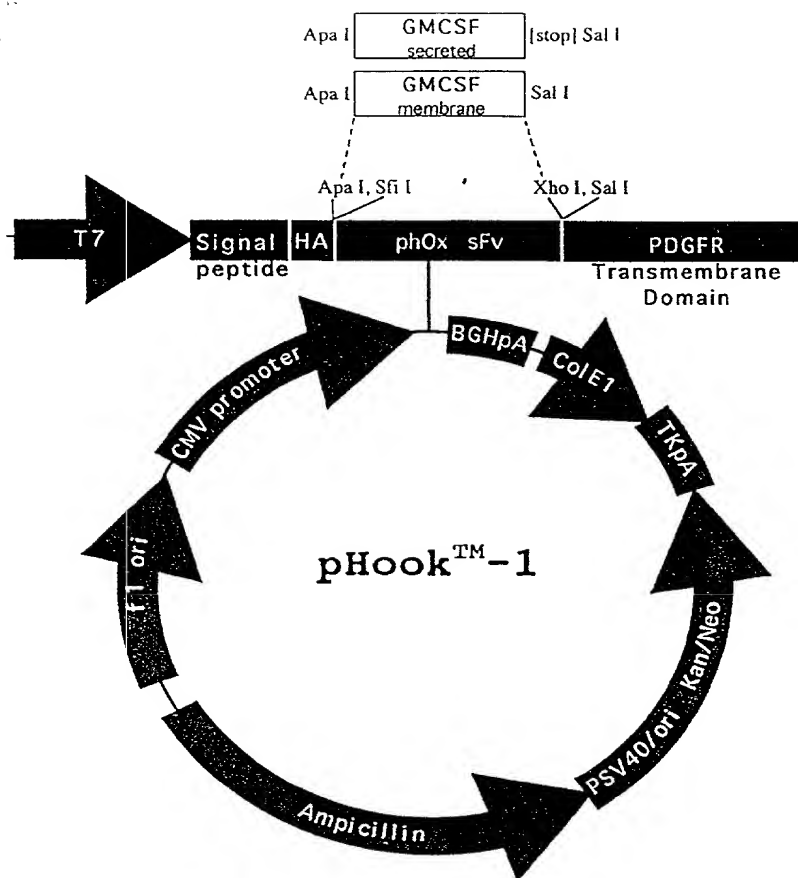 Apa I GMCSF secreted [stop] Sal I
Apa I GMCSF membrane Sal I
Apa I, Sfi I Xho I, Sal I
T7 Signal peptide HA phOx sFv PDGFR Transmembrane Domain
BGHpA
ColE1
CMV promoter
TKpA
f1 ori
pHook™-1
PSV40/ori Kan/Neo
Ampicillin